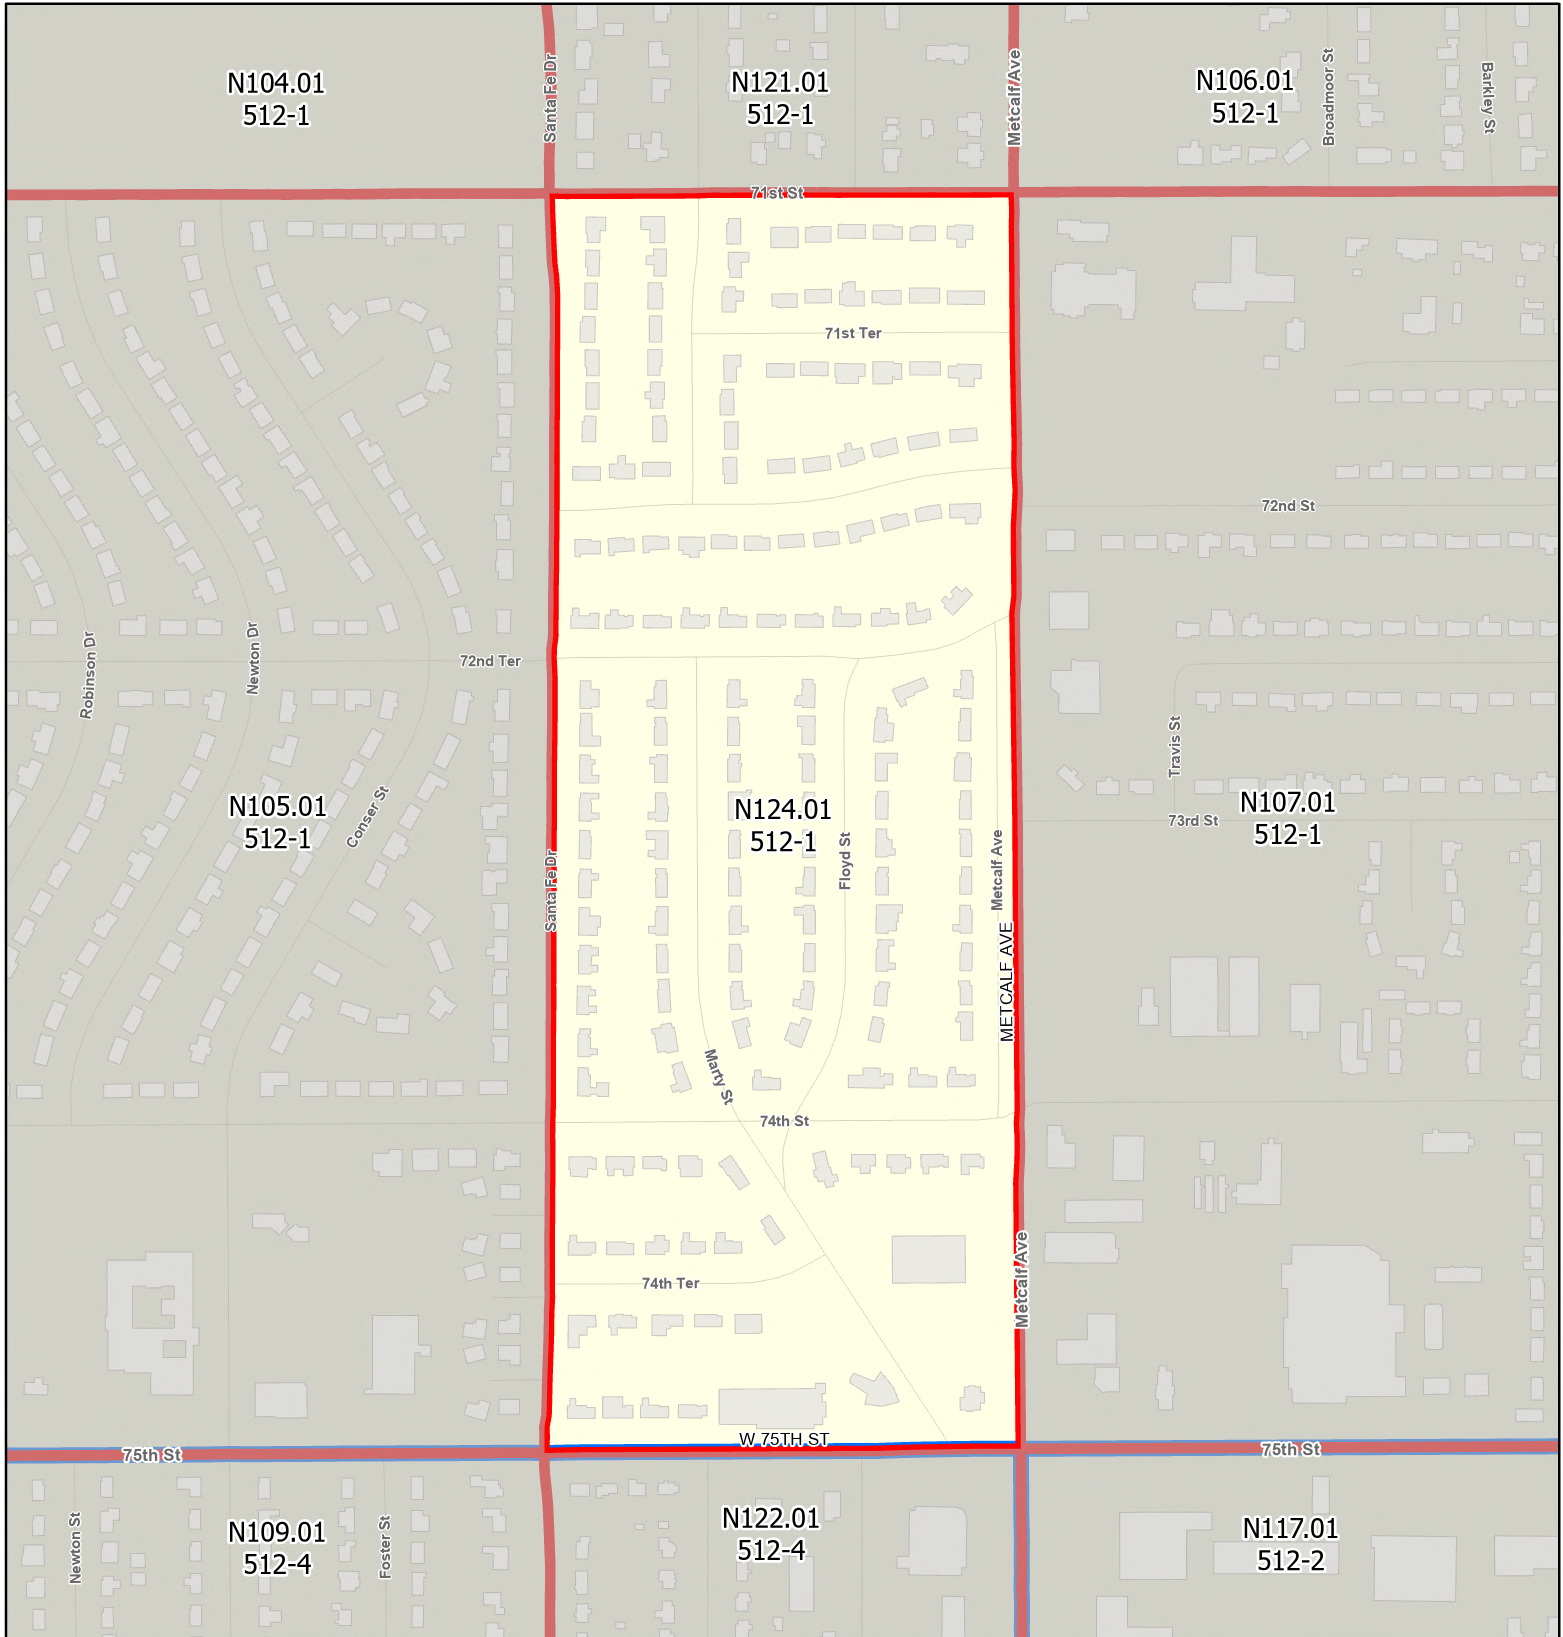 N104.01
512-1
Santa Fe Dr
N121.01
512-1
Metcalf Ave
N106.01
512-1
Broadmoor St
Barkley St
71st St
71st Ter
72nd St
Robinson Dr
Newton Dr
72nd Ter
Travis St
N105.01
512-1
Conser St
Santa Fe Dr
N124.01
512-1
Floyd St
Metcalf Ave
METCALF AVE
N107.01
512-1
73rd St
Marty St
74th St
74th Ter
Metcalf Ave
W 75TH ST
75th St
75th St
Newton St
N109.01
512-4
Foster St
N122.01
512-4
N117.01
512-2